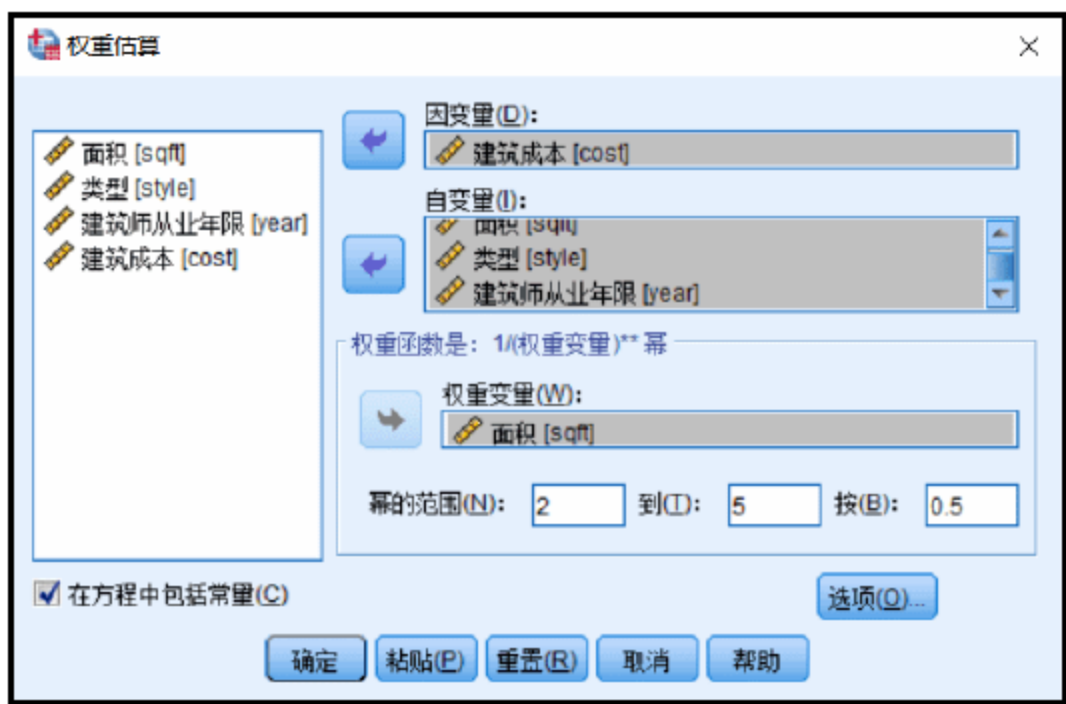 权重估算
因变量(D):
建筑成本 [cost]
面积 [sqft]
类型 [style]
建筑师从业年限 [year]
建筑成本 [cost]
自变量(I):
面积 [sqft]
类型 [style]
建筑师从业年限 [year]
权重函数是: 1/(权重变量)** 幂
权重变量(W):
面积 [sqft]
幂的范围(N): 2 到(T): 5 按(B): 0.5
在方程中包括常量(C)
选项(O)...
确定 粘贴(P) 重置(R) 取消 帮助